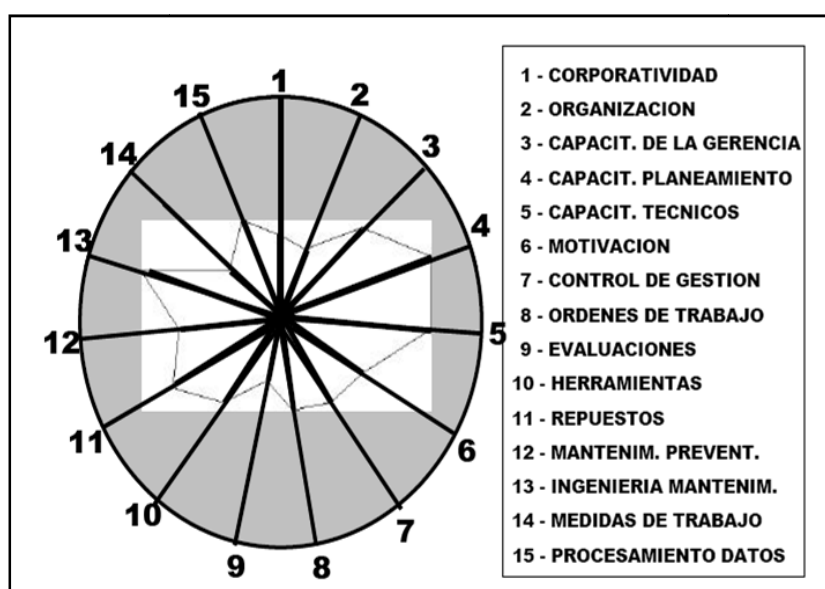 1
2
3
4
5
6
7
8
9
10
11
12
13
14
15
1 - CORPORATIVIDAD
2 - ORGANIZACION
3 - CAPACIT. DE LA GERENCIA
4 - CAPACIT. PLANEAMIENTO
5 - CAPACIT. TECNICOS
6 - MOTIVACION
7 - CONTROL DE GESTION
8 - ORDENES DE TRABAJO
9 - EVALUACIONES
10 - HERRAMIENTAS
11 - REPUESTOS
12 - MANTENIM. PREVENT.
13 - INGENIERIA MANTENIM.
14 - MEDIDAS DE TRABAJO
15 - PROCESAMIENTO DATOS